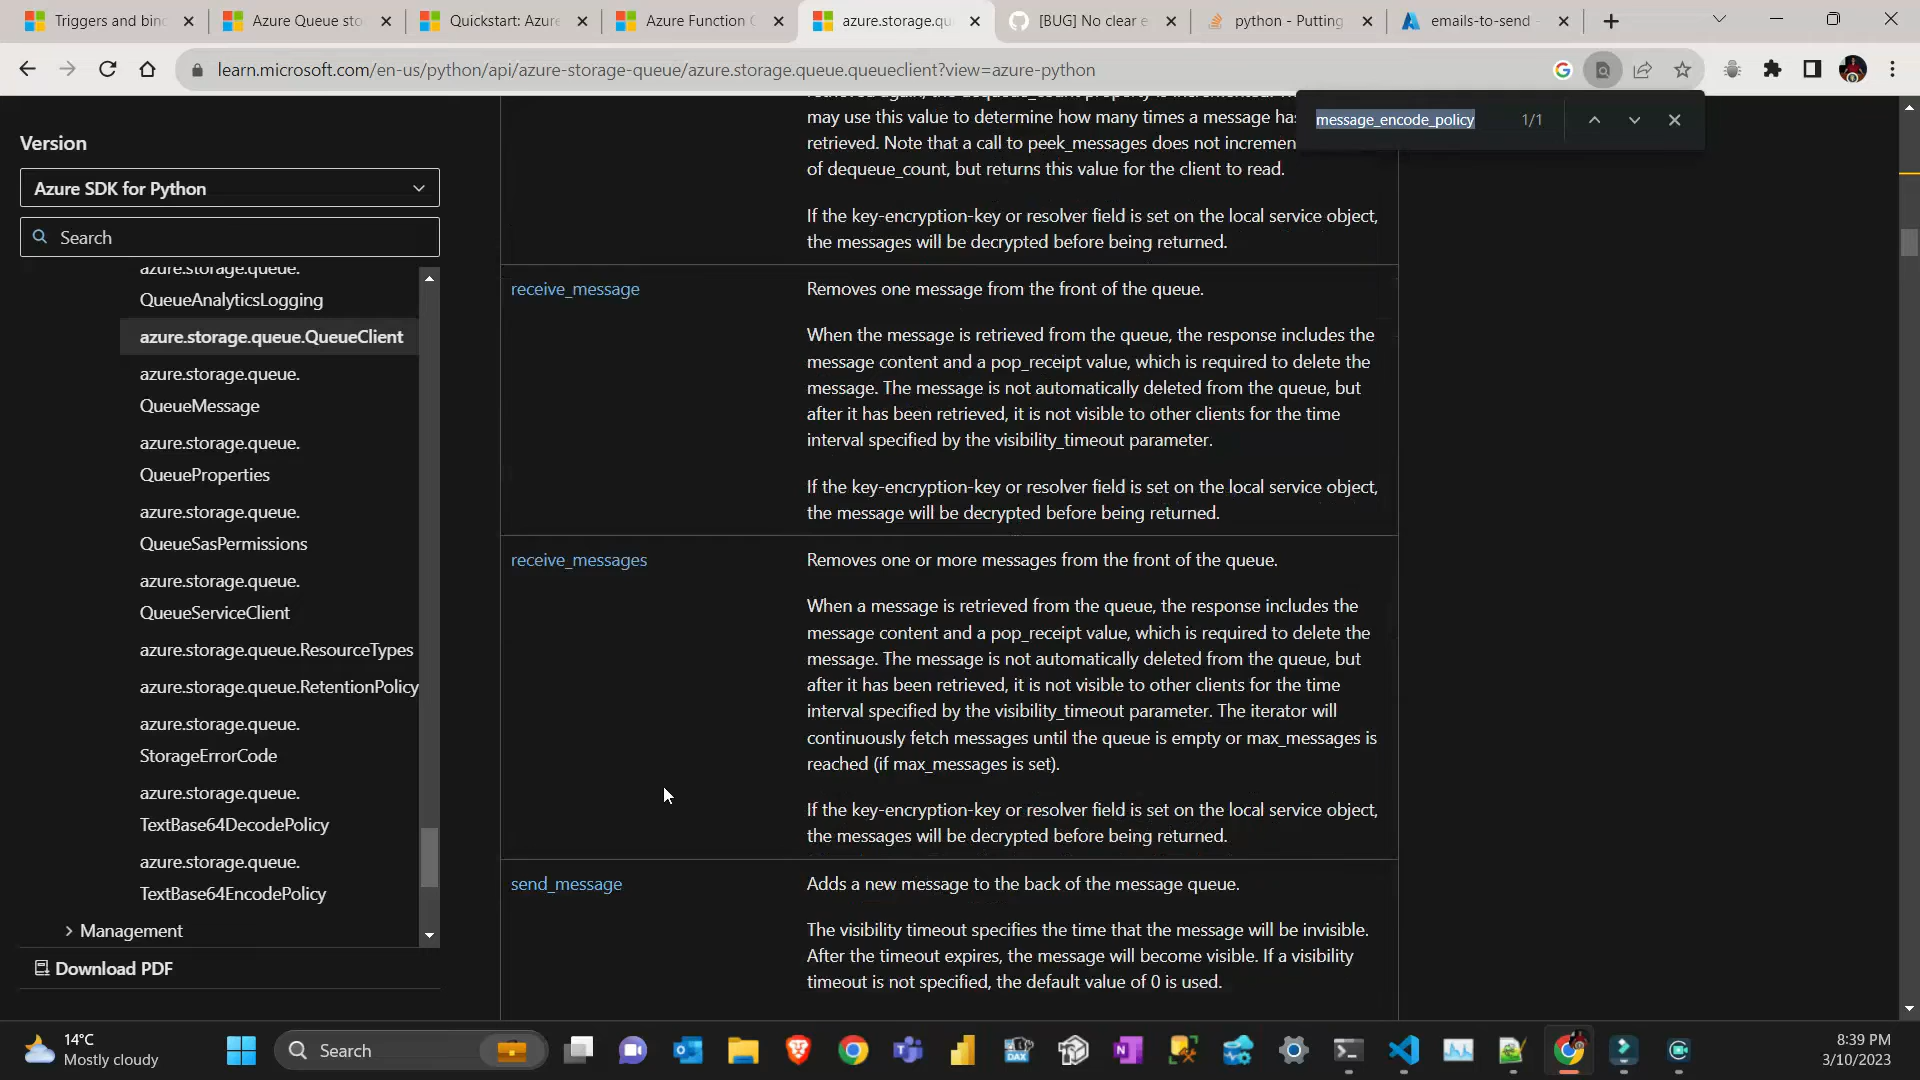 Triggers and bin
Azure Queue sto
Quickstart: Azure
Azure Function
azure.storage.qu
[BUG] No clear e
python - Putting
emails-to-send -
learn.microsoft.com/en-us/python/api/azure-storage-queue/azure.storage.queue.queueclient?view=azure-python
message_encode_policy 1/1
Version
Azure SDK for Python
Search
azure.storage.queue.
QueueAnalyticsLogging
azure.storage.queue.QueueClient
azure.storage.queue.
QueueMessage
azure.storage.queue.
QueueProperties
azure.storage.queue.
QueueSasPermissions
azure.storage.queue.
QueueServiceClient
azure.storage.queue.ResourceTypes
azure.storage.queue.RetentionPolicy
azure.storage.queue.
StorageErrorCode
azure.storage.queue.
TextBase64DecodePolicy
azure.storage.queue.
TextBase64EncodePolicy
Management
Download PDF
may use this value to determine how many times a message has
retrieved. Note that a call to peek_messages does not increment
of dequeue_count, but returns this value for the client to read.
If the key-encryption-key or resolver field is set on the local service object,
the messages will be decrypted before being returned.
receive_message
Removes one message from the front of the queue.
When the message is retrieved from the queue, the response includes the
message content and a pop_receipt value, which is required to delete the
message. The message is not automatically deleted from the queue, but
after it has been retrieved, it is not visible to other clients for the time
interval specified by the visibility_timeout parameter.
If the key-encryption-key or resolver field is set on the local service object,
the message will be decrypted before being returned.
receive_messages
Removes one or more messages from the front of the queue.
When a message is retrieved from the queue, the response includes the
message content and a pop_receipt value, which is required to delete the
message. The message is not automatically deleted from the queue, but
after it has been retrieved, it is not visible to other clients for the time
interval specified by the visibility_timeout parameter. The iterator will
continuously fetch messages until the queue is empty or max_messages is
reached (if max_messages is set).
If the key-encryption-key or resolver field is set on the local service object,
the messages will be decrypted before being returned.
send_message
Adds a new message to the back of the message queue.
The visibility timeout specifies the time that the message will be invisible.
After the timeout expires, the message will become visible. If a visibility
timeout is not specified, the default value of 0 is used.
14°C
Mostly cloudy
Search
DAX
8:39 PM
3/10/2023